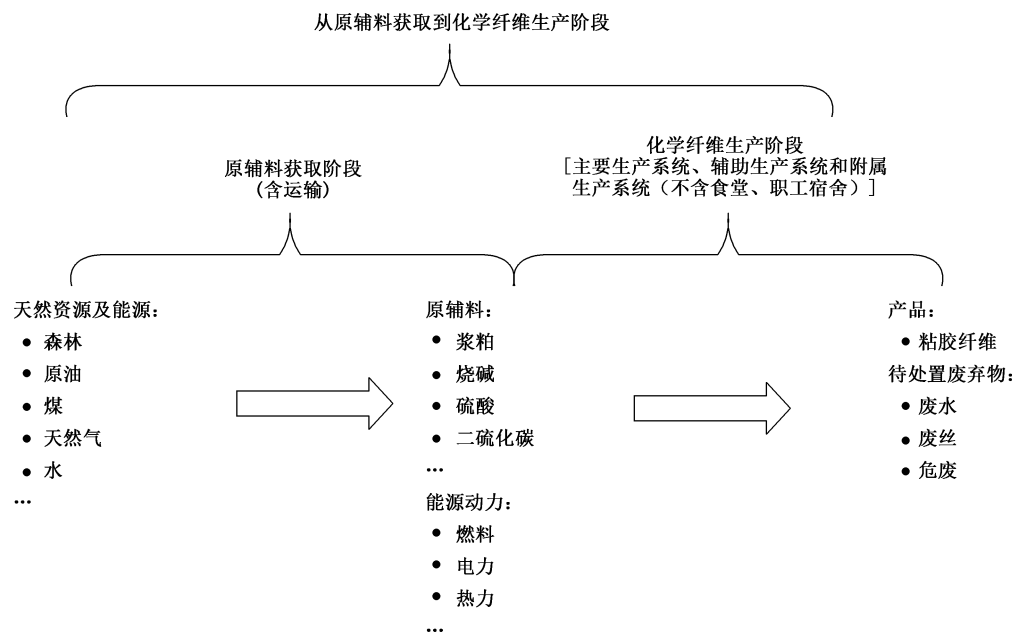 从原辅料获取到化学纤维生产阶段
原辅料获取阶段
(含运输)
化学纤维生产阶段
[主要生产系统、辅助生产系统和附属
生产系统（不含食堂、职工宿舍）]
天然资源及能源：
• 森林
• 原油
• 煤
• 天然气
• 水
…
原辅料：
• 浆粕
• 烧碱
• 硫酸
• 二硫化碳
…
能源动力：
• 燃料
• 电力
• 热力
…
产品：
• 粘胶纤维
待处置废弃物：
• 废水
• 废丝
• 危废